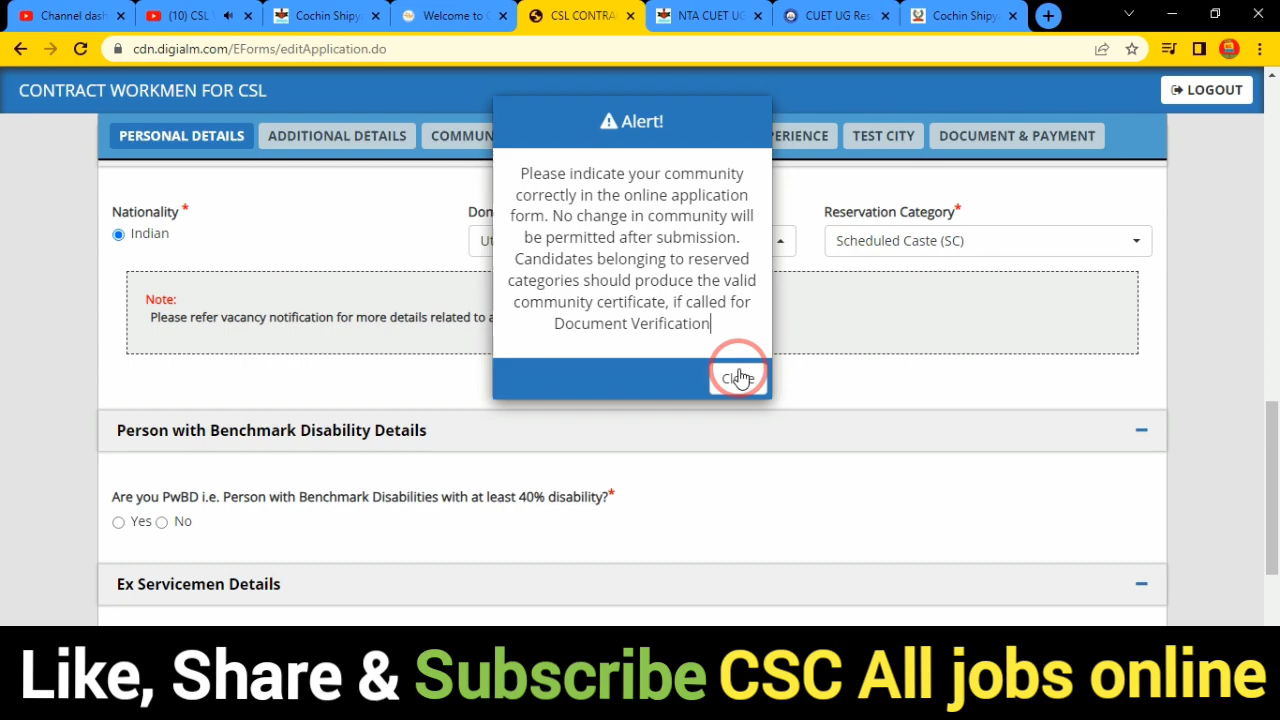 Channel dash
(10) CSL
Cochin Shipy
Welcome to C
CSL CONTRA
NTA CUET UG
CUET UG Res
Cochin Shipy
cdn.digialm.com/EForms/editApplication.do
CONTRACT WORKMEN FOR CSL
LOGOUT
PERSONAL DETAILS
ADDITIONAL DETAILS
COMMUN
PERIENCE
TEST CITY
DOCUMENT & PAYMENT
Alert!
Please indicate your community
correctly in the online application
form. No change in community will
be permitted after submission.
Candidates belonging to reserved
categories should produce the valid
community certificate, if called for
Document Verification
Close
Nationality *
Indian
Dom
Ut
Reservation Category*
Scheduled Caste (SC)
Note:
Please refer vacancy notification for more details related to a
Person with Benchmark Disability Details
Are you PwBD i.e. Person with Benchmark Disabilities with at least 40% disability?*
Yes No
Ex Servicemen Details
Like, Share & Subscribe CSC All jobs online